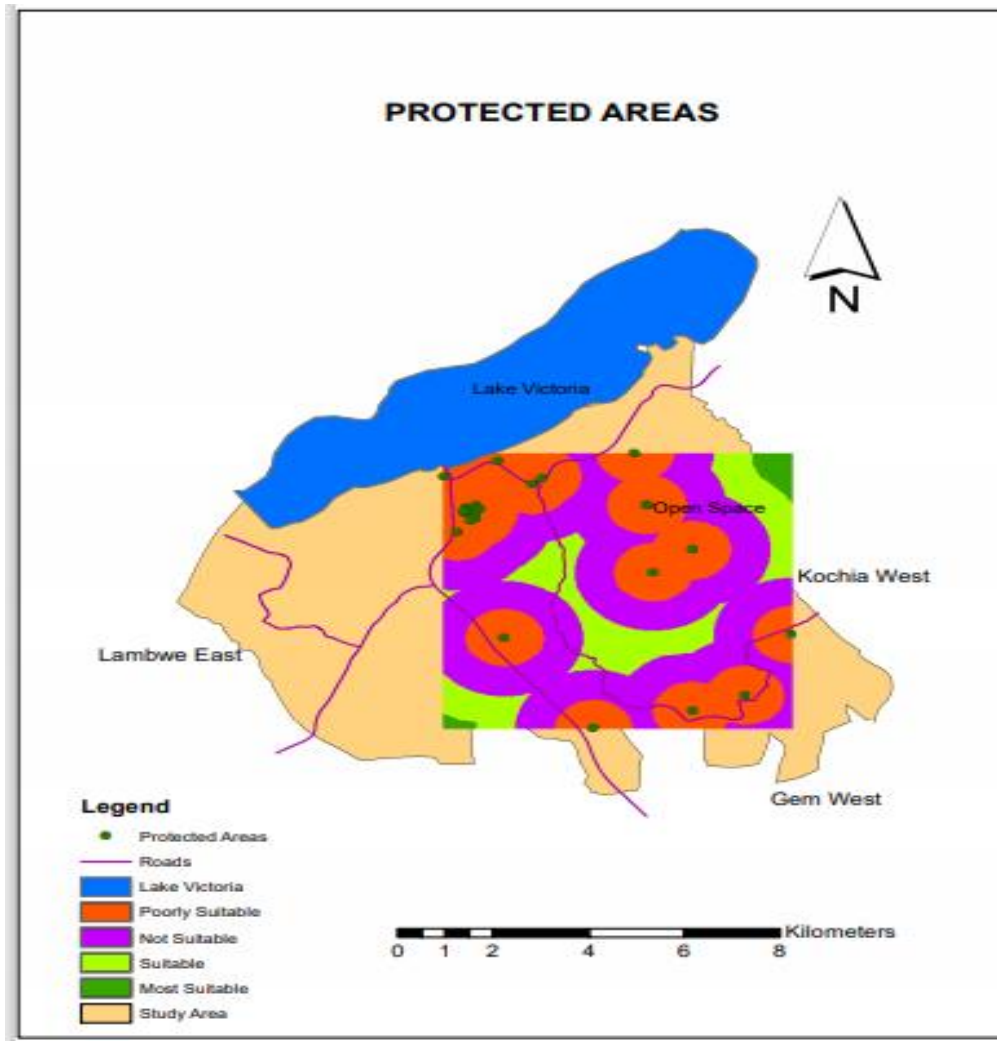 PROTECTED AREAS
N
Lake Victoria
Open Space
Kochia West
Lambwe East
Gem West
Legend
Protected Areas
Roads
Lake Victoria
Poorly Suitable
Not Suitable
Suitable
Most Suitable
Study Area
Kilometers
0 1 2 4 6 8